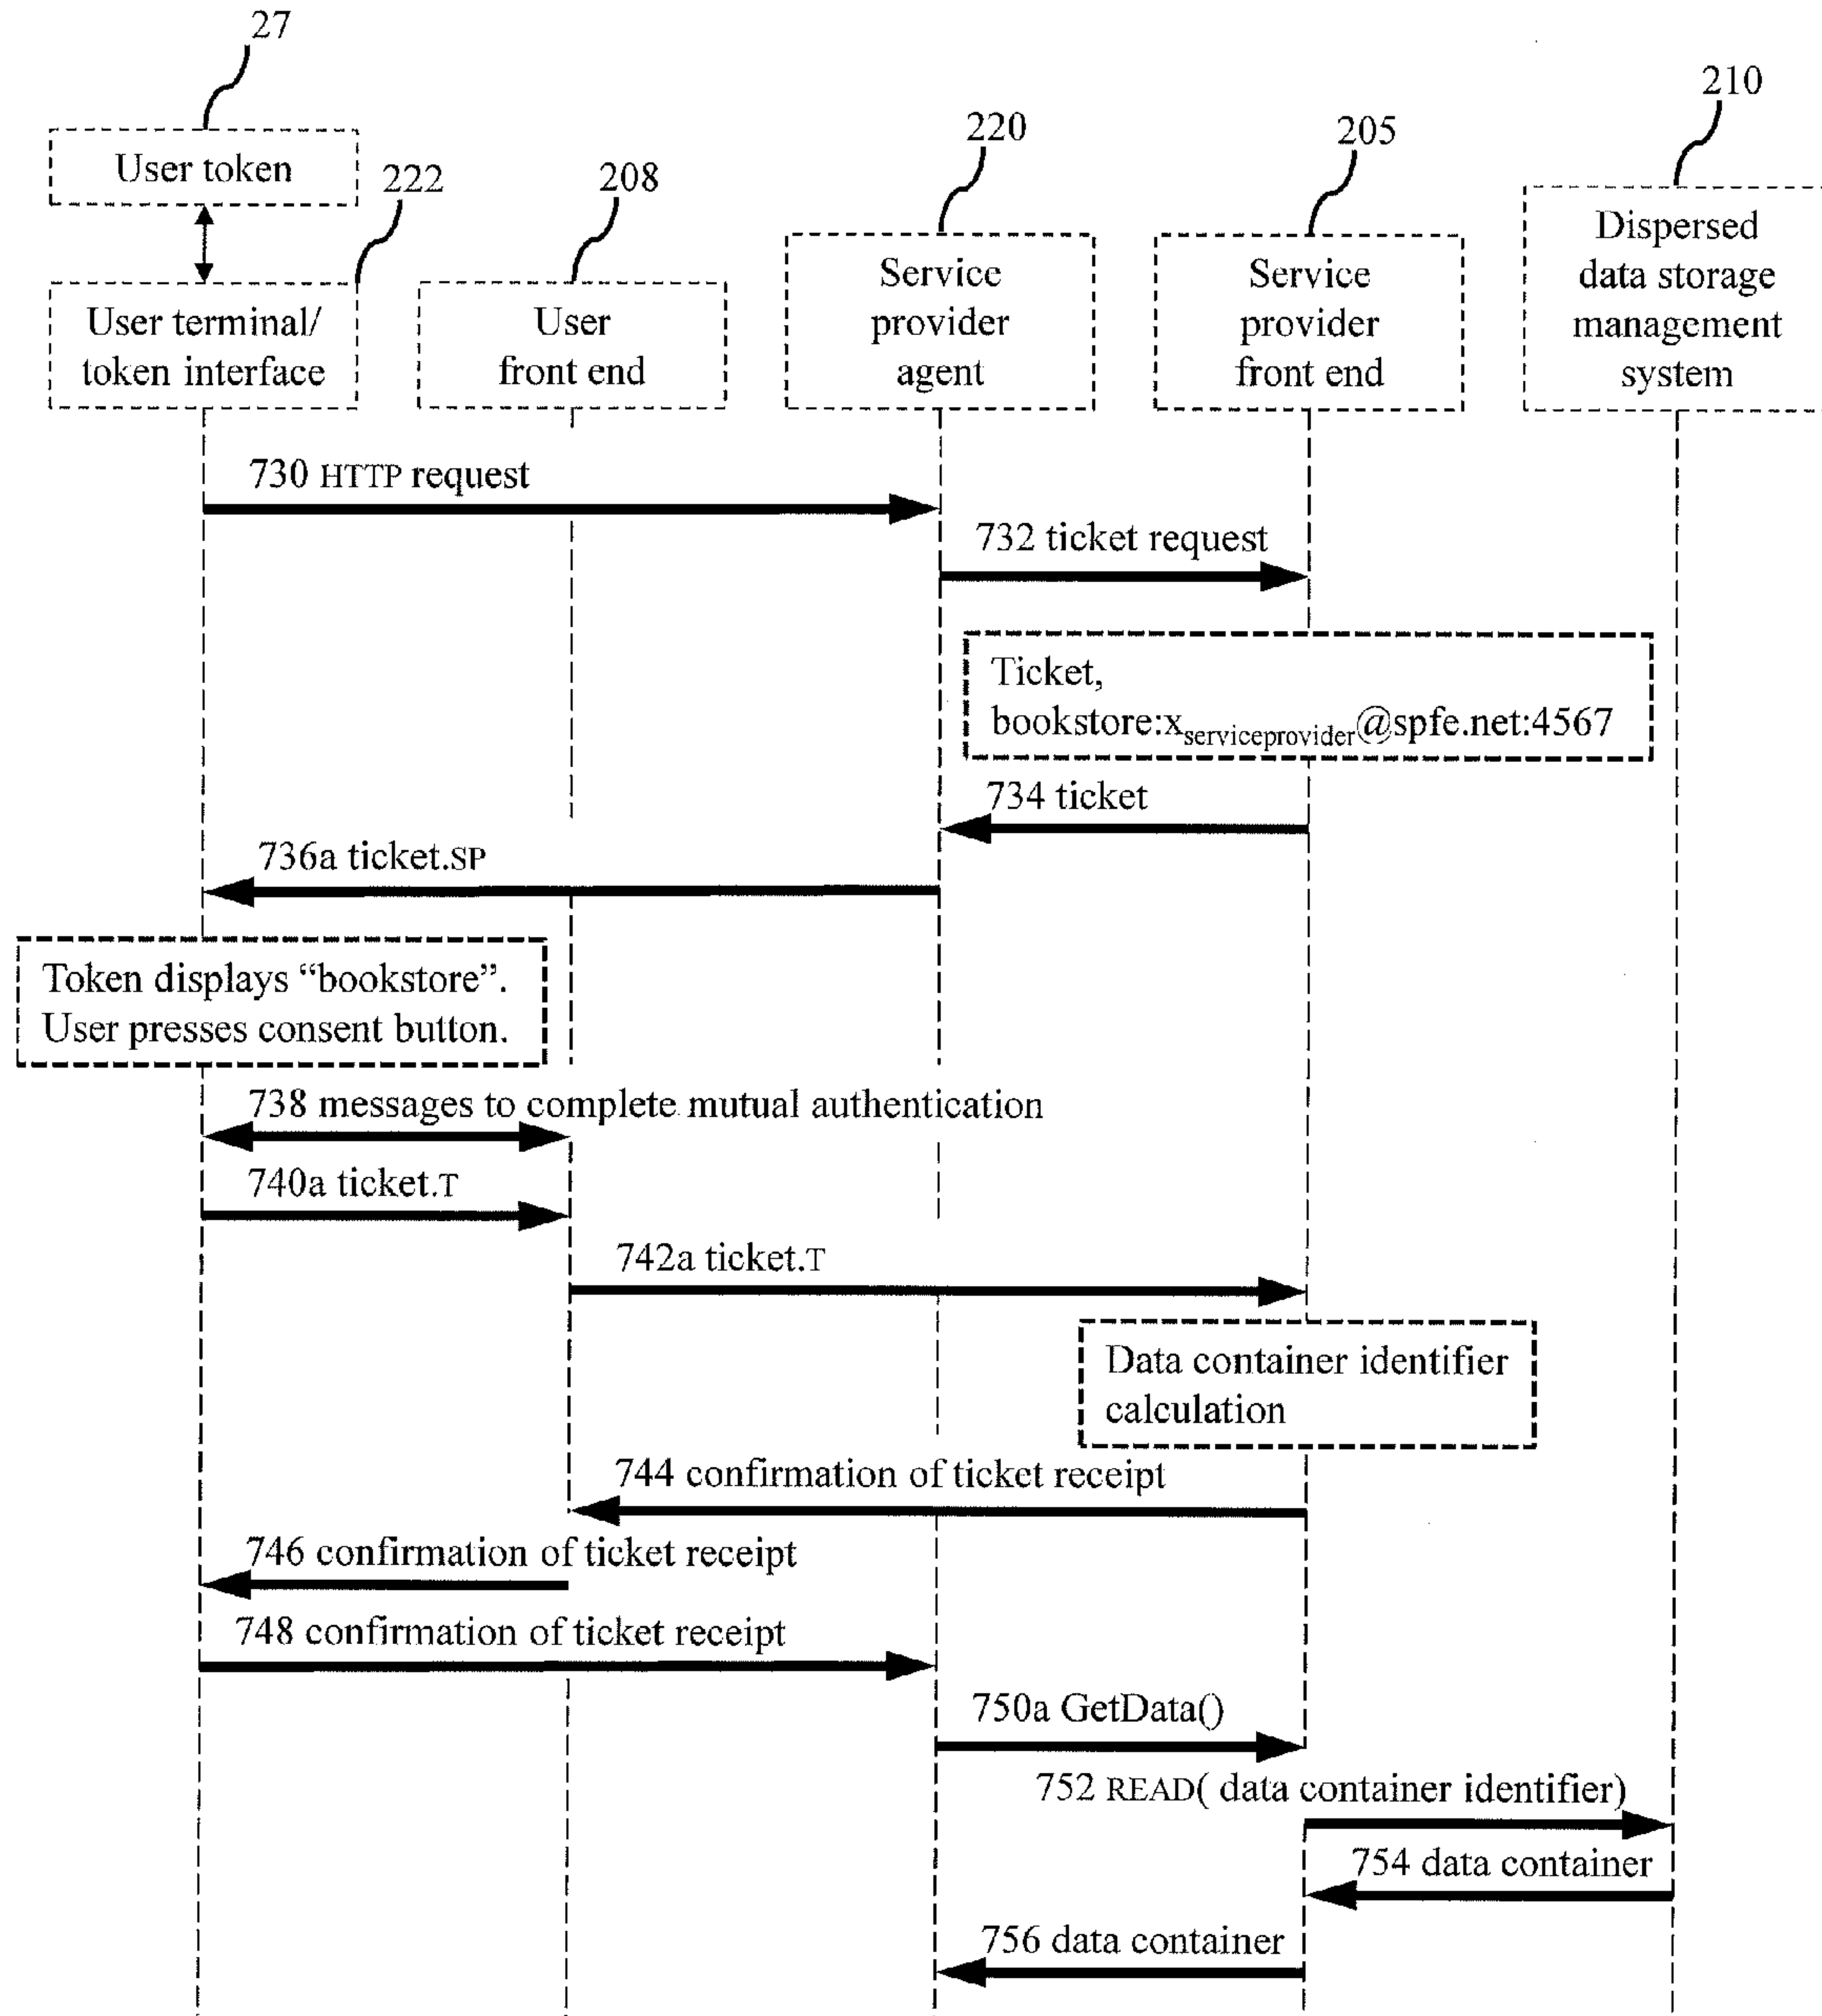 27
210
220
205
User token
222
208
Dispersed
data storage
management
system
Service
provider
agent
Service
provider
front end
User terminal/
token interface
User
front end
730 HTTP request
732 ticket request
Ticket,
bookstore:xserviceprovider@spfe.net:4567
734 ticket
736a ticket.SP
Token displays “bookstore”.
User presses consent button.
738 messages to complete mutual authentication
740a ticket.T
742a ticket.T
Data container identifier
calculation
744 confirmation of ticket receipt
746 confirmation of ticket receipt
748 confirmation of ticket receipt
750a GetData()
752 READ( data container identifier)
754 data container
756 data container